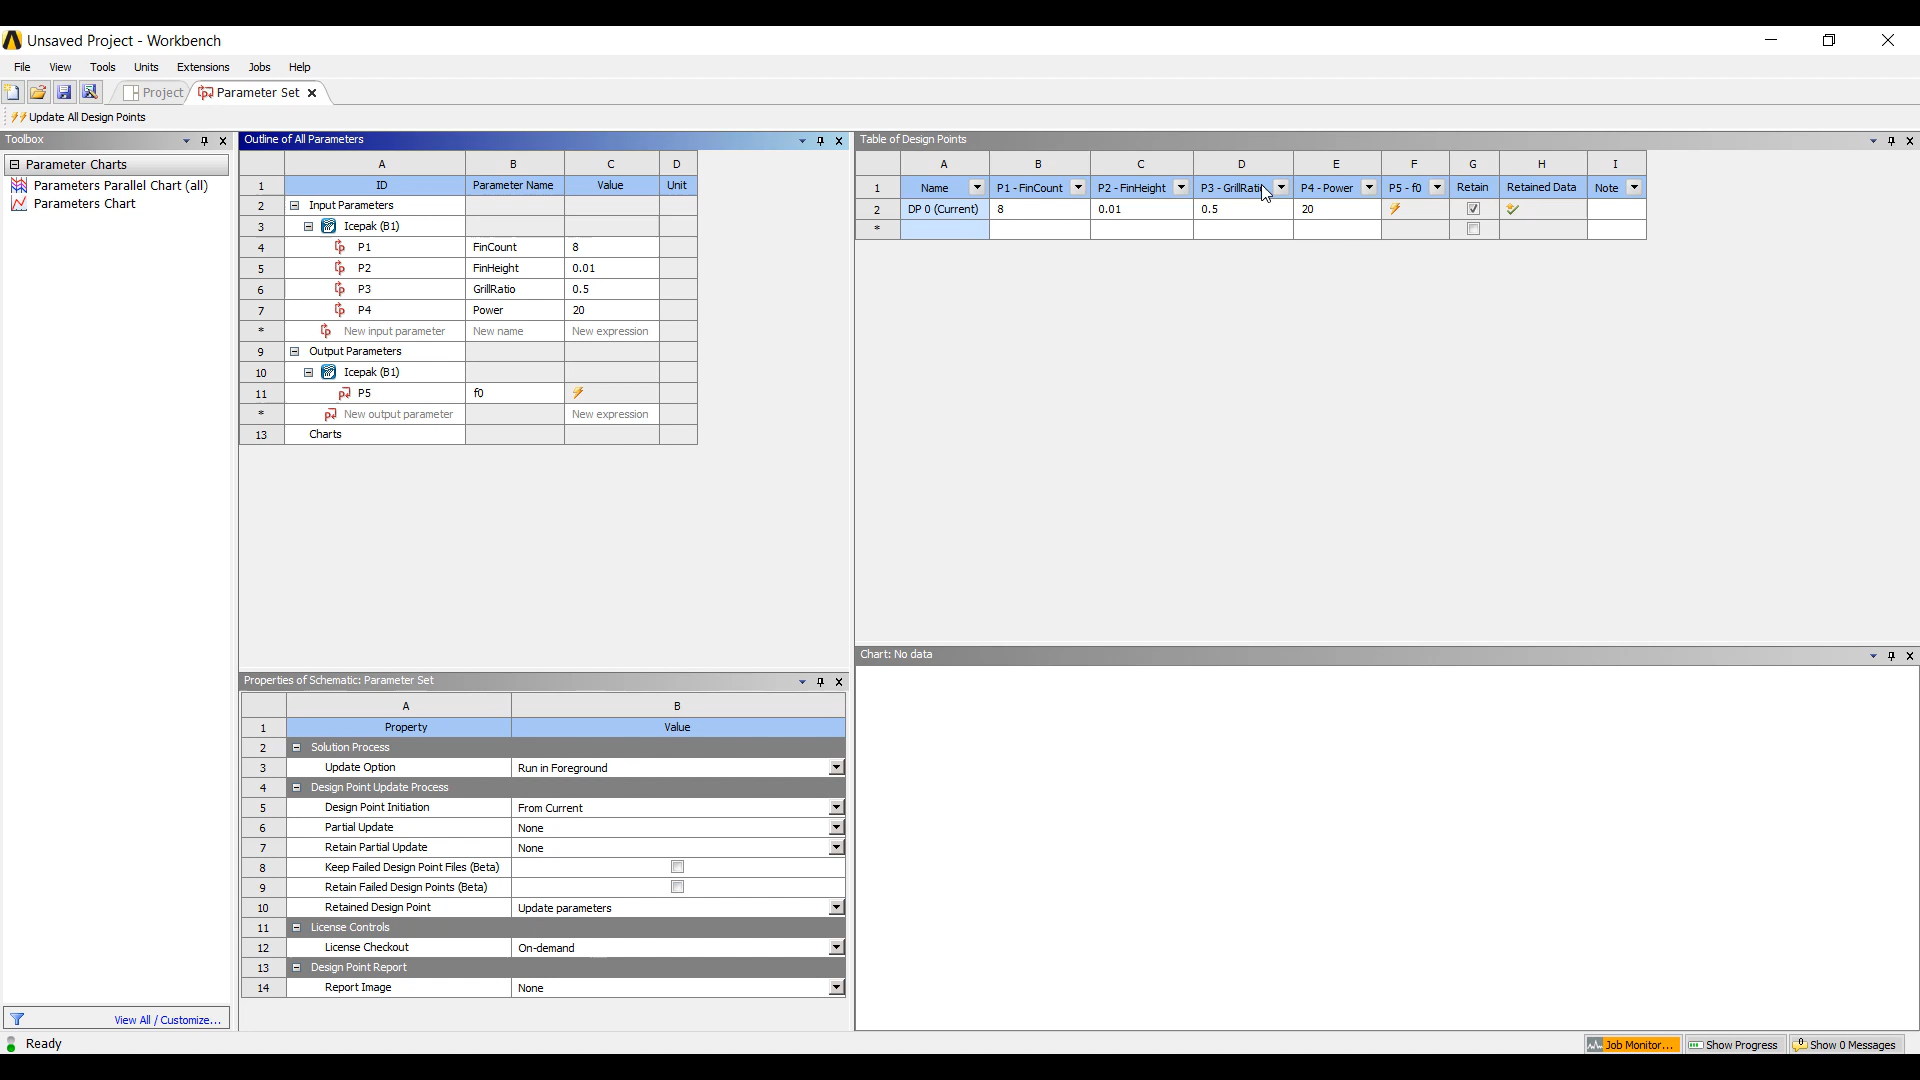 Unsaved Project - Workbench
File View Tools Units Extensions Jobs Help
Project Parameter Set
Update All Design Points
Toolbox
Parameter Charts
Parameters Parallel Chart (all)
Parameters Chart
View All / Customize...
Outline of All Parameters
A B C D
1 ID Parameter Name Value Unit
2 Input Parameters
3 Icepak (B1)
4 P1 FinCount 8
5 P2 FinHeight 0.01
6 P3 GrillRatio 0.5
7 P4 Power 20
* New input parameter New name New expression
9 Output Parameters
10 Icepak (B1)
11 P5 f0
* New output parameter New expression
13 Charts
Properties of Schematic: Parameter Set
A B
1 Property Value
2 Solution Process
3 Update Option Run in Foreground
4 Design Point Update Process
5 Design Point Initiation From Current
6 Partial Update None
7 Retain Partial Update None
8 Keep Failed Design Point Files (Beta)
9 Retain Failed Design Points (Beta)
10 Retained Design Point Update parameters
11 License Controls
12 License Checkout On-demand
13 Design Point Report
14 Report Image None
Table of Design Points
A B C D E F G H I
1 Name P1 - FinCount P2 - FinHeight P3 - GrillRatio P4 - Power P5 - f0 Retain Retained Data Note
2 DP 0 (Current) 8 0.01 0.5 20
*
Chart: No data
Ready
Job Monitor... Show Progress Show 0 Messages